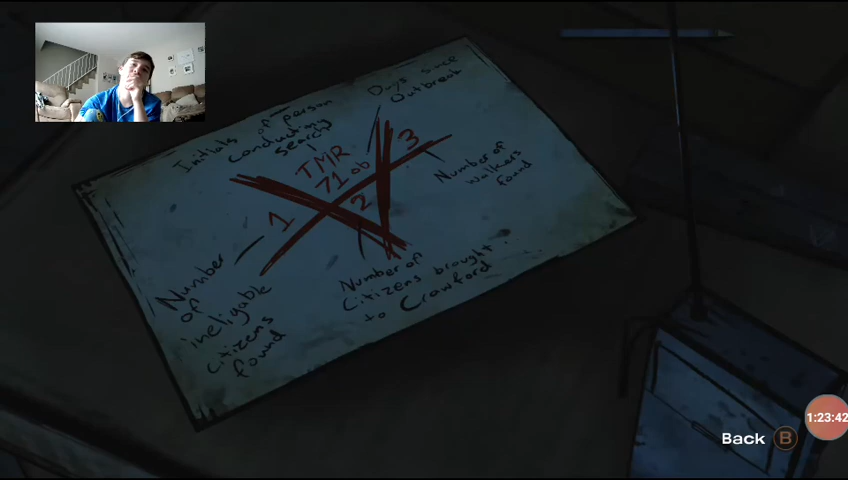 Days since
Outbreak
Initials of person
conducting
search
TMR
71 ob
3
1
2
Number of
walkers
found
Number
of
ineligable
citizens
found
Number of
Citizens brought
to Crawford
1:23:42
Back B